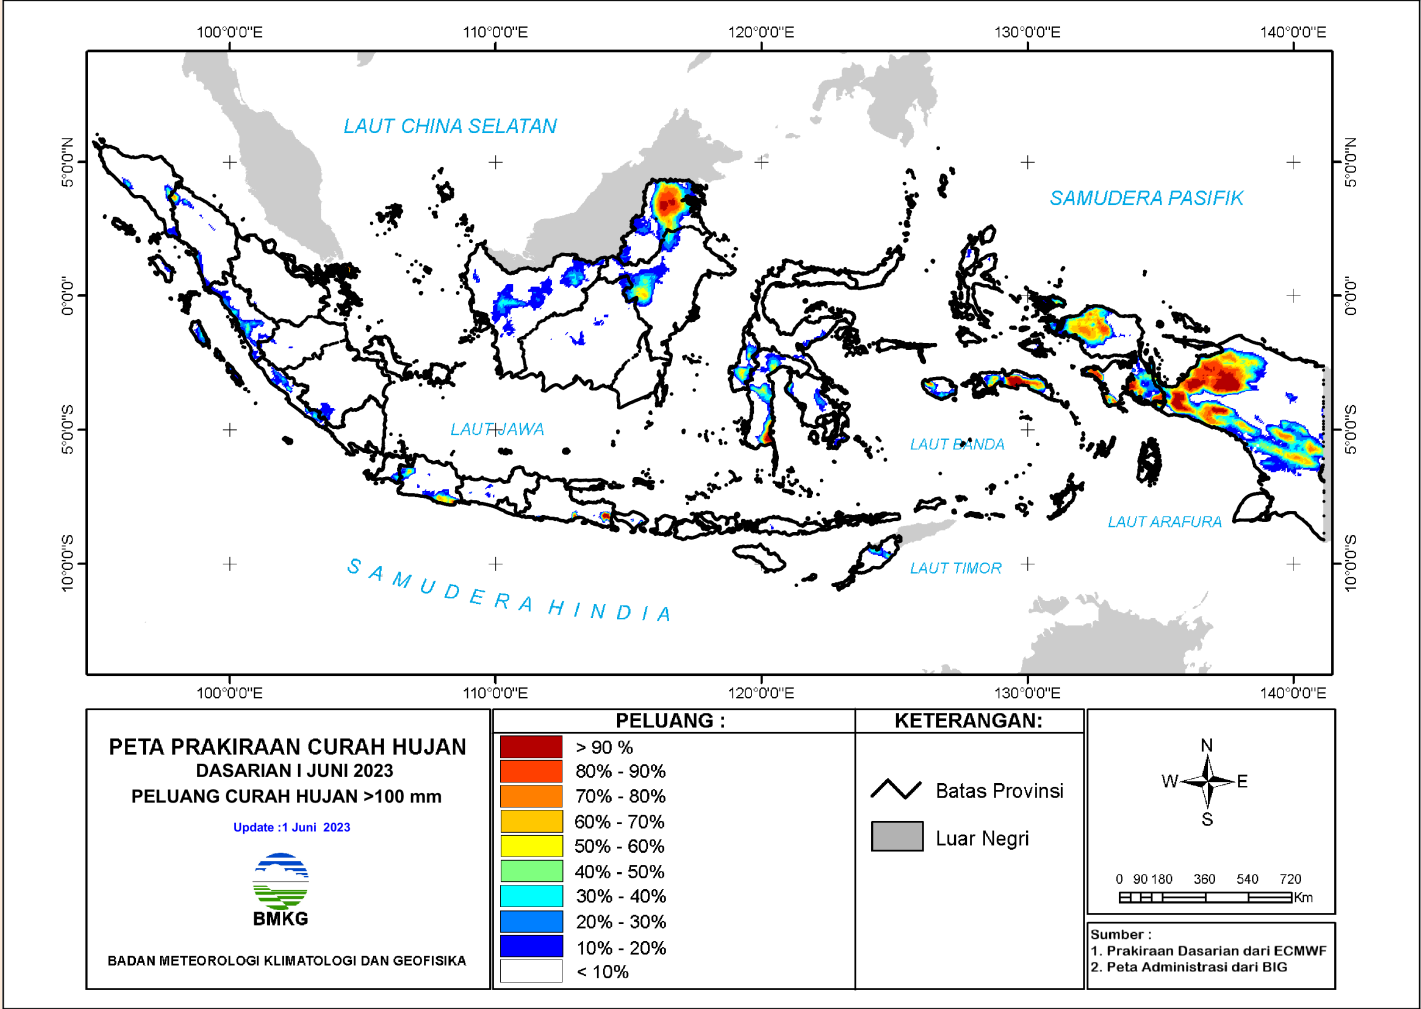 100°0'0"E 110°0'0"E 120°0'0"E 130°0'0"E 140°0'0"E
5°0'0"N 5°0'0"N
0°0'0" 0°0'0"
5°0'0"S 5°0'0"S
10°0'0"S 10°0'0"S
LAUT CHINA SELATAN
SAMUDERA PASIFIK
LAUT JAWA
LAUT BANDA
LAUT ARAFURA
LAUT TIMOR
SAMUDERA HINDIA
100°0'0"E 110°0'0"E 120°0'0"E 130°0'0"E 140°0'0"E
PETA PRAKIRAAN CURAH HUJAN
DASARIAN I JUNI 2023
PELUANG CURAH HUJAN >100 mm
Update :1 Juni 2023
BMKG
BADAN METEOROLOGI KLIMATOLOGI DAN GEOFISIKA
PELUANG :
> 90 %
80% - 90%
70% - 80%
60% - 70%
50% - 60%
40% - 50%
30% - 40%
20% - 30%
10% - 20%
< 10%
KETERANGAN:
Batas Provinsi
Luar Negri
N
W E
S
0 90 180 360 540 720
Km
Sumber :
1. Prakiraan Dasarian dari ECMWF
2. Peta Administrasi dari BIG